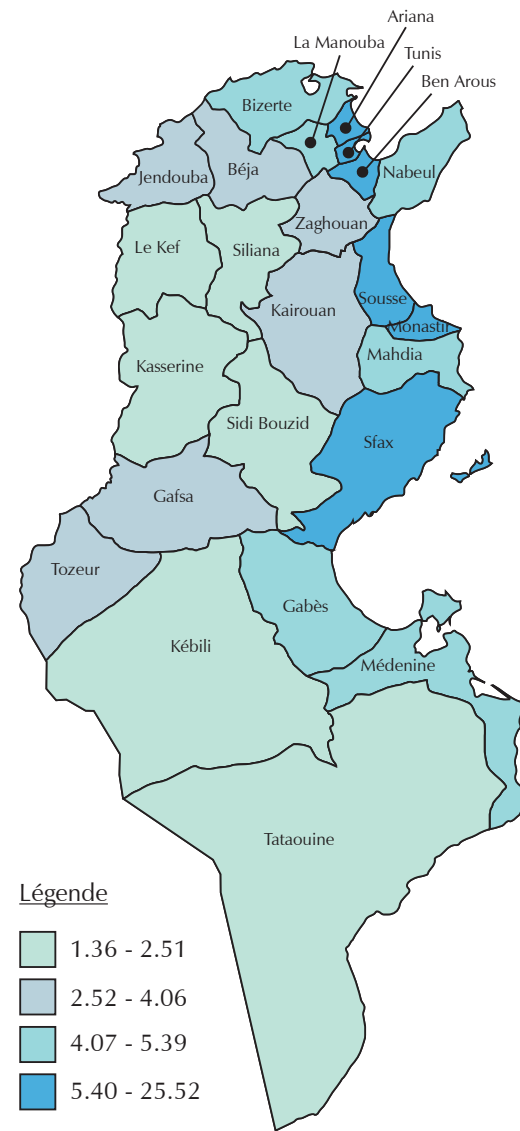 Ariana
La Manouba
Tunis
Ben Arous
Bizerte
Nabeul
Béja
Jendouba
Zaghouan
Le Kef
Siliana
Sousse
Kairouan
Monastir
Mahdia
Kasserine
Sidi Bouzid
Sfax
Gafsa
Tozeur
Gabès
Kébili
Médenine
Tataouine
Légende
1.36 - 2.51
2.52 - 4.06
4.07 - 5.39
5.40 - 25.52